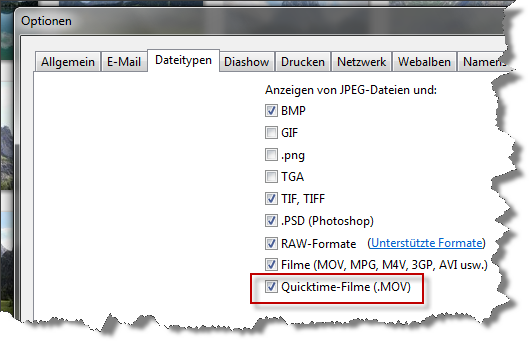 Optionen
Allgemein E-Mail Dateitypen Diashow Drucken Netzwerk Webalben
Anzeigen von JPEG-Dateien und:
BMP
GIF
.png
TGA
TIF, TIFF
.PSD (Photoshop)
RAW-Formate (Unterstützte Formate)
Filme (MOV, MPG, M4V, 3GP, AVI usw.)
Quicktime-Filme (.MOV)